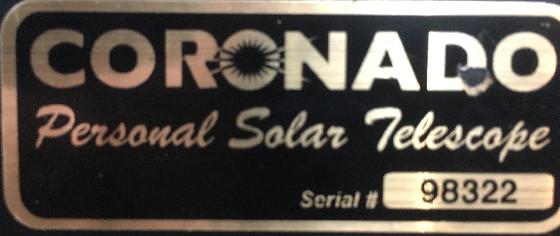 CORONADO
Personal Solar Telescope
Serial # 98322